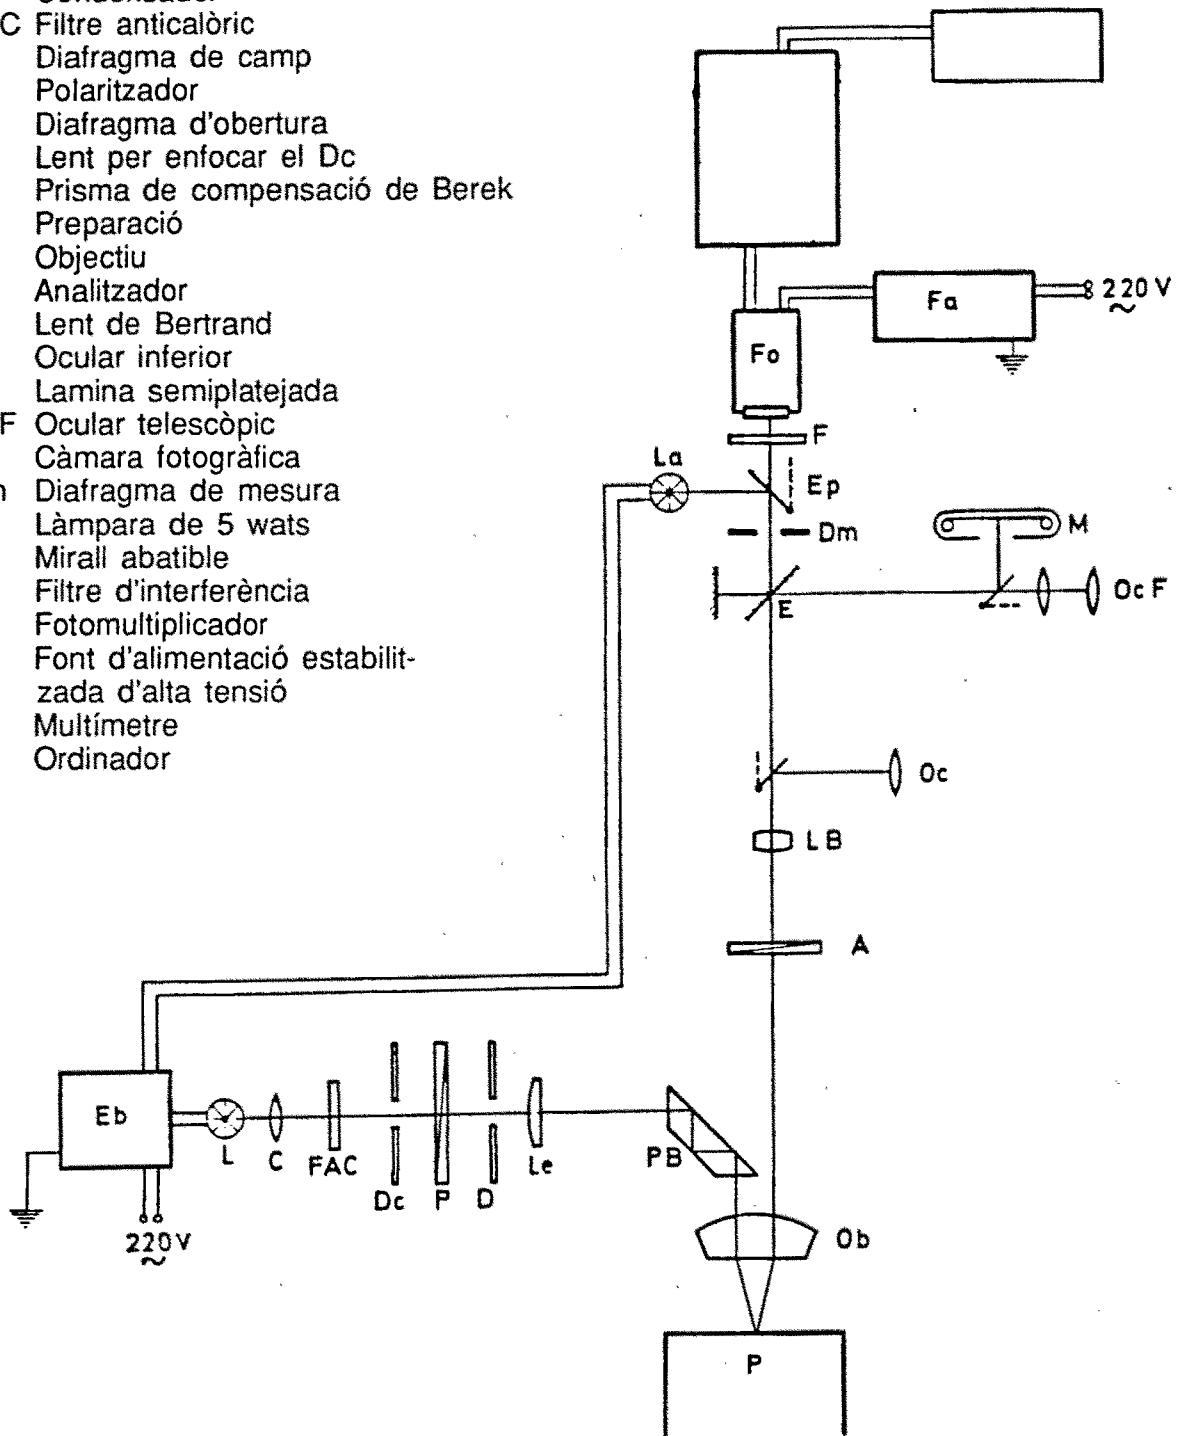 C Filtre anticalòric
Diafragma de camp
Polaritzador
Diafragma d'obertura
Lent per enfocar el Dc
Prisma de compensació de Berek
Preparació
Objectiu
Analitzador
Lent de Bertrand
Ocular inferior
Lamina semiplatejada
F Ocular telescòpic
Càmara fotogràfica
Diafragma de mesura
Làmpara de 5 wats
Mirall abatible
Filtre d'interferència
Fotomultiplicador
Font d'alimentació estabilit-
zada d'alta tensió
Multímetre
Ordinador
Fa
220 V
~
Fo
F
La
Ep
Dm
M
E
Oc F
Oc
LB
A
Eb
L
C
FAC
Dc
P
D
Le
PB
Ob
220V
~
P